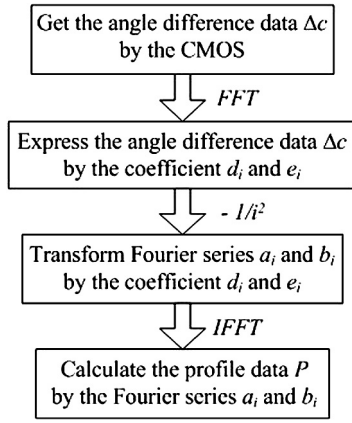 Get the angle difference data Δc
by the CMOS
FFT
Express the angle difference data Δc
by the coefficient dᵢ and eᵢ
- 1/i²
Transform Fourier series aᵢ and bᵢ
by the coefficient dᵢ and eᵢ
IFFT
Calculate the profile data P
by the Fourier series aᵢ and bᵢ